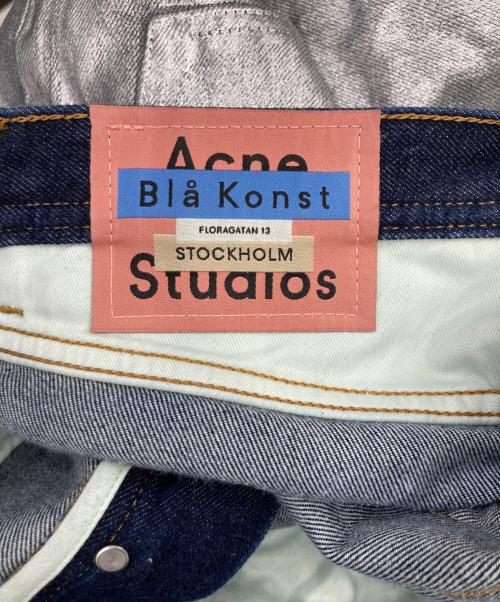 Acne
Blå Konst
FLORAGATAN 13
STOCKHOLM
Studios